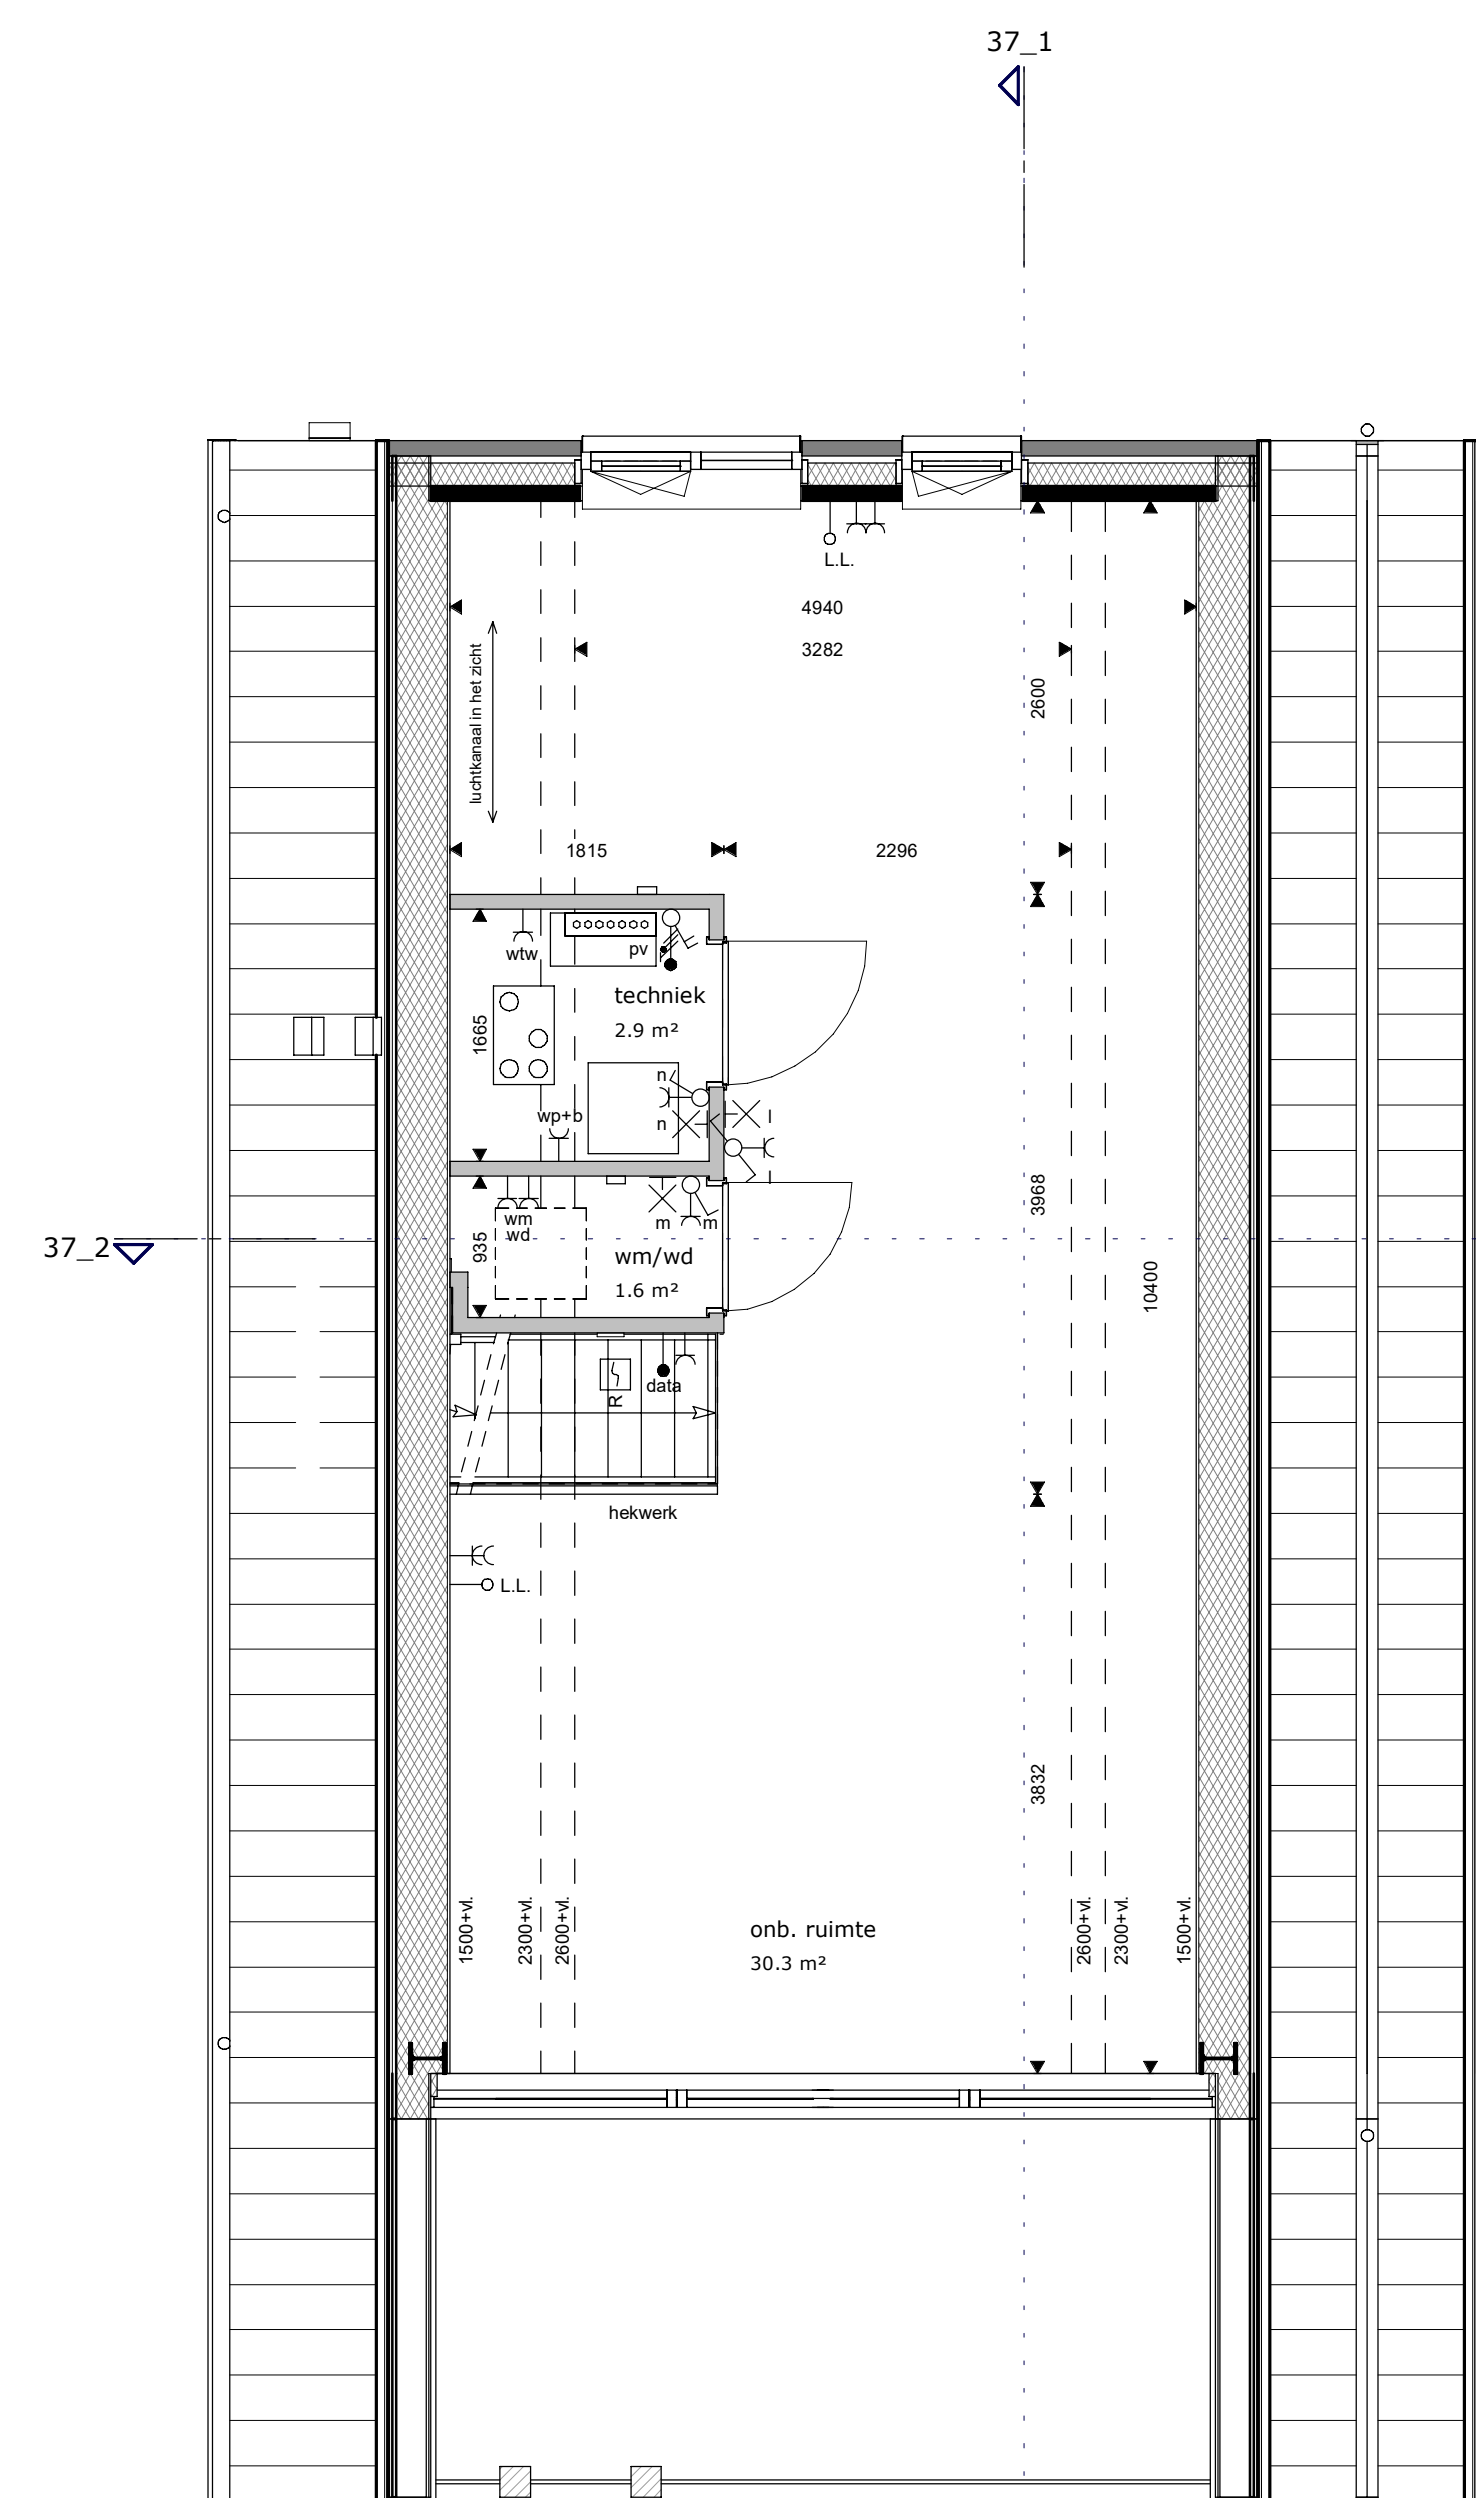 37_1
L.L.
4940
3282
luchtkanaal in het zicht
2600
1815
2296
wtw
pv
techniek
2.9 m²
1665
n
wp+b
n
l
l
3968
wm
wd
m
m
37_2
935
wm/wd
1.6 m²
10400
data
R
hekwerk
L.L.
3832
1500+vl.
2300+vl.
2600+vl.
onb. ruimte
30.3 m²
2600+vl.
2300+vl.
1500+vl.